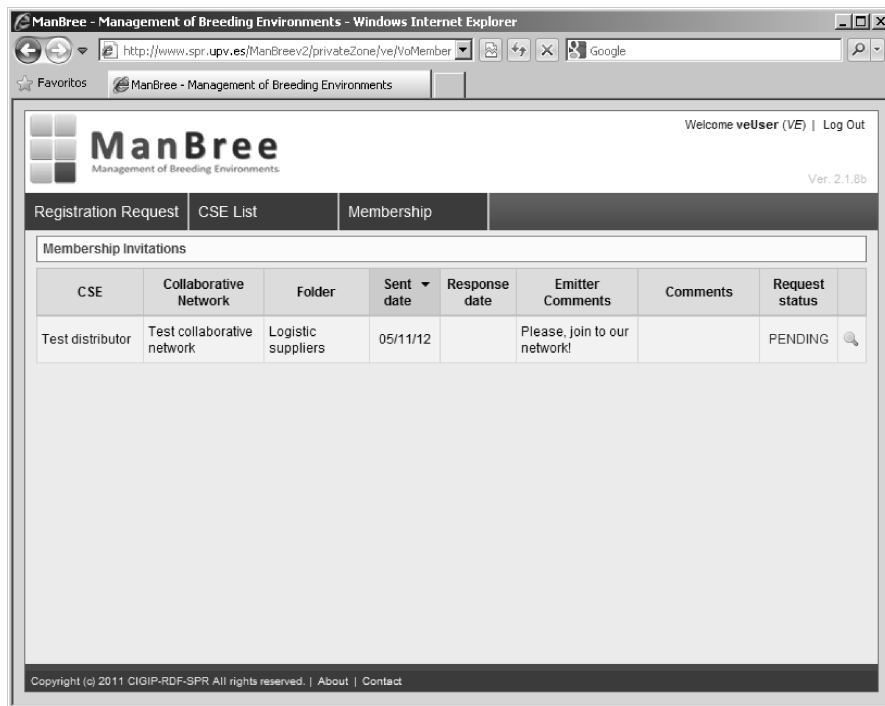 ManBree - Management of Breeding Environments - Windows Internet Explorer
http://www.spr.upv.es/ManBreev2/privateZone/ve/VoMember
Google
Favoritos
ManBree - Management of Breeding Environments
Welcome veUser (VE) | Log Out
ManBree
Management of Breeding Environments
Ver. 2.1.8b
Registration Request CSE List Membership
Membership Invitations
CSE Collaborative Network Folder Sent date Response date Emitter Comments Comments Request status
Test distributor Test collaborative network Logistic suppliers 05/11/12 Please, join to our network! PENDING
Copyright (c) 2011 CIGIP-RDF-SPR All rights reserved. | About | Contact